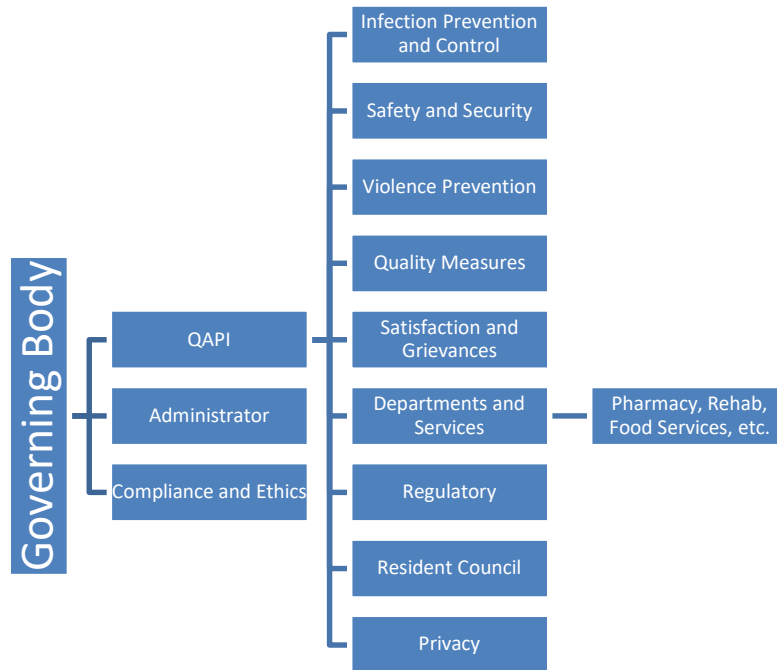 Governing Body
QAPI
Administrator
Compliance and Ethics
Infection Prevention
and Control
Safety and Security
Violence Prevention
Quality Measures
Satisfaction and
Grievances
Departments and
Services
Regulatory
Resident Council
Privacy
Pharmacy, Rehab,
Food Services, etc.